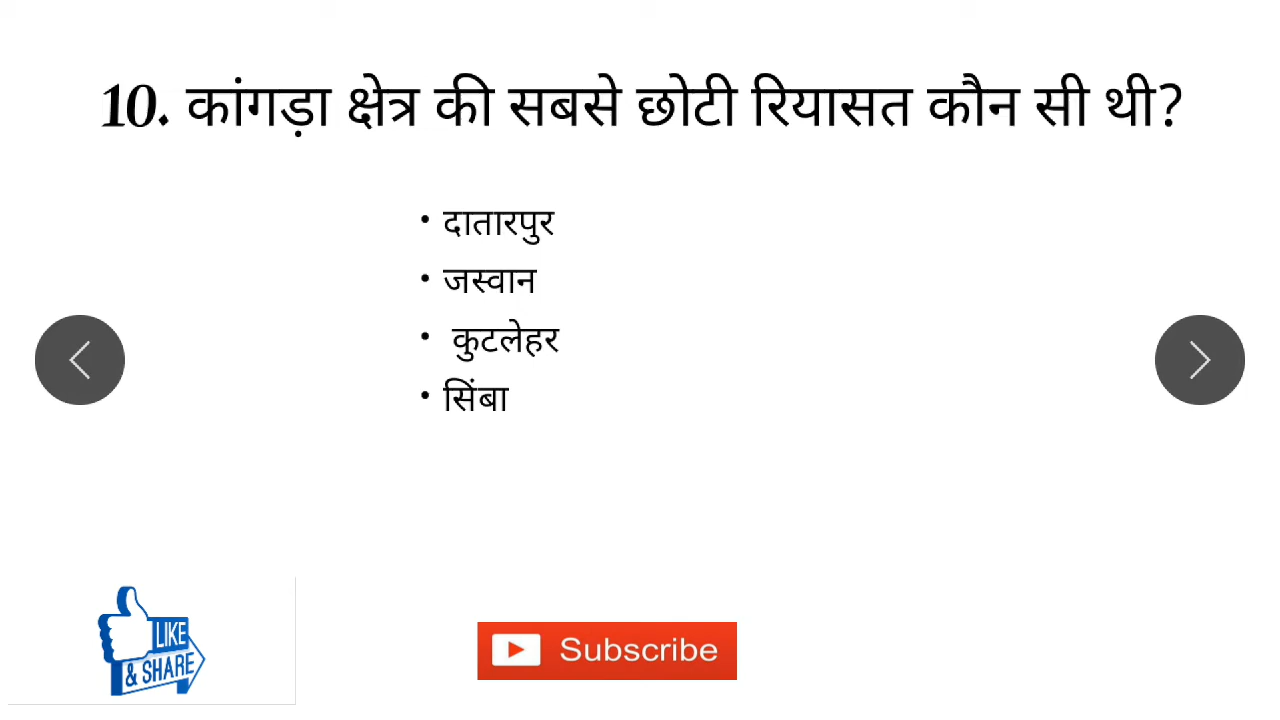 10. कांगड़ा क्षेत्र की सबसे छोटी रियासत कौन सी थी?
• दातारपुर
• जस्वान
• कुटलेहर
• सिंबा
LIKE
& SHARE
Subscribe